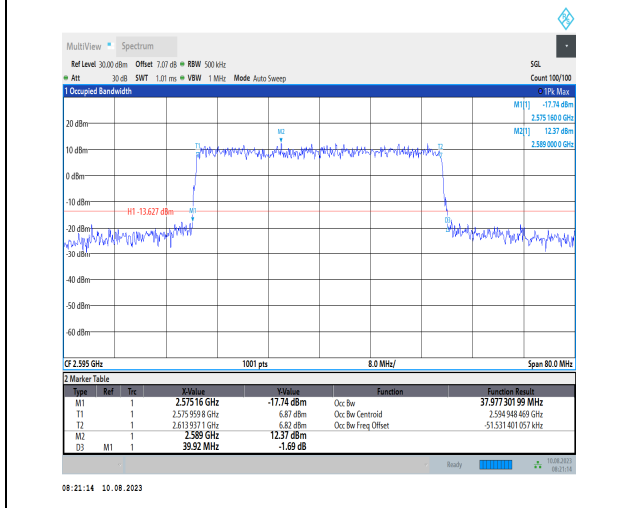 MultiView Spectrum
Ref Level 30.00 dBm Offset 7.07 dB RBW 500 kHz SGL
Att 30 dB SWT 1.01 ms VBW 1 MHz Mode Auto Sweep Count 100/100
1 Occupied Bandwidth 1Pk Max
M1[1] -17.74 dBm
2.575 160 0 GHz
M2[1] 12.37 dBm
2.589 000 0 GHz
20 dBm
M2
T1 T2
10 dBm
0 dBm
-10 dBm
H1 -13.627 dBm M1
D3
-20 dBm
-30 dBm
-40 dBm
-50 dBm
-60 dBm
CF 2.595 GHz 1001 pts 8.0 MHz/ Span 80.0 MHz
2 Marker Table
Type Ref Trc X-Value Y-Value Function Function Result
M1 1 2.57516 GHz -17.74 dBm Occ Bw 37.977 301 99 MHz
T1 1 2.575 959 8 GHz 6.87 dBm Occ Bw Centroid 2.594 948 469 GHz
T2 1 2.613 937 1 GHz 6.82 dBm Occ Bw Freq Offset -51.531 401 057 kHz
M2 1 2.589 GHz 12.37 dBm
D3 M1 1 39.92 MHz -1.69 dB
Ready 10.08.2023
08:21:14
08:21:14 10.08.2023